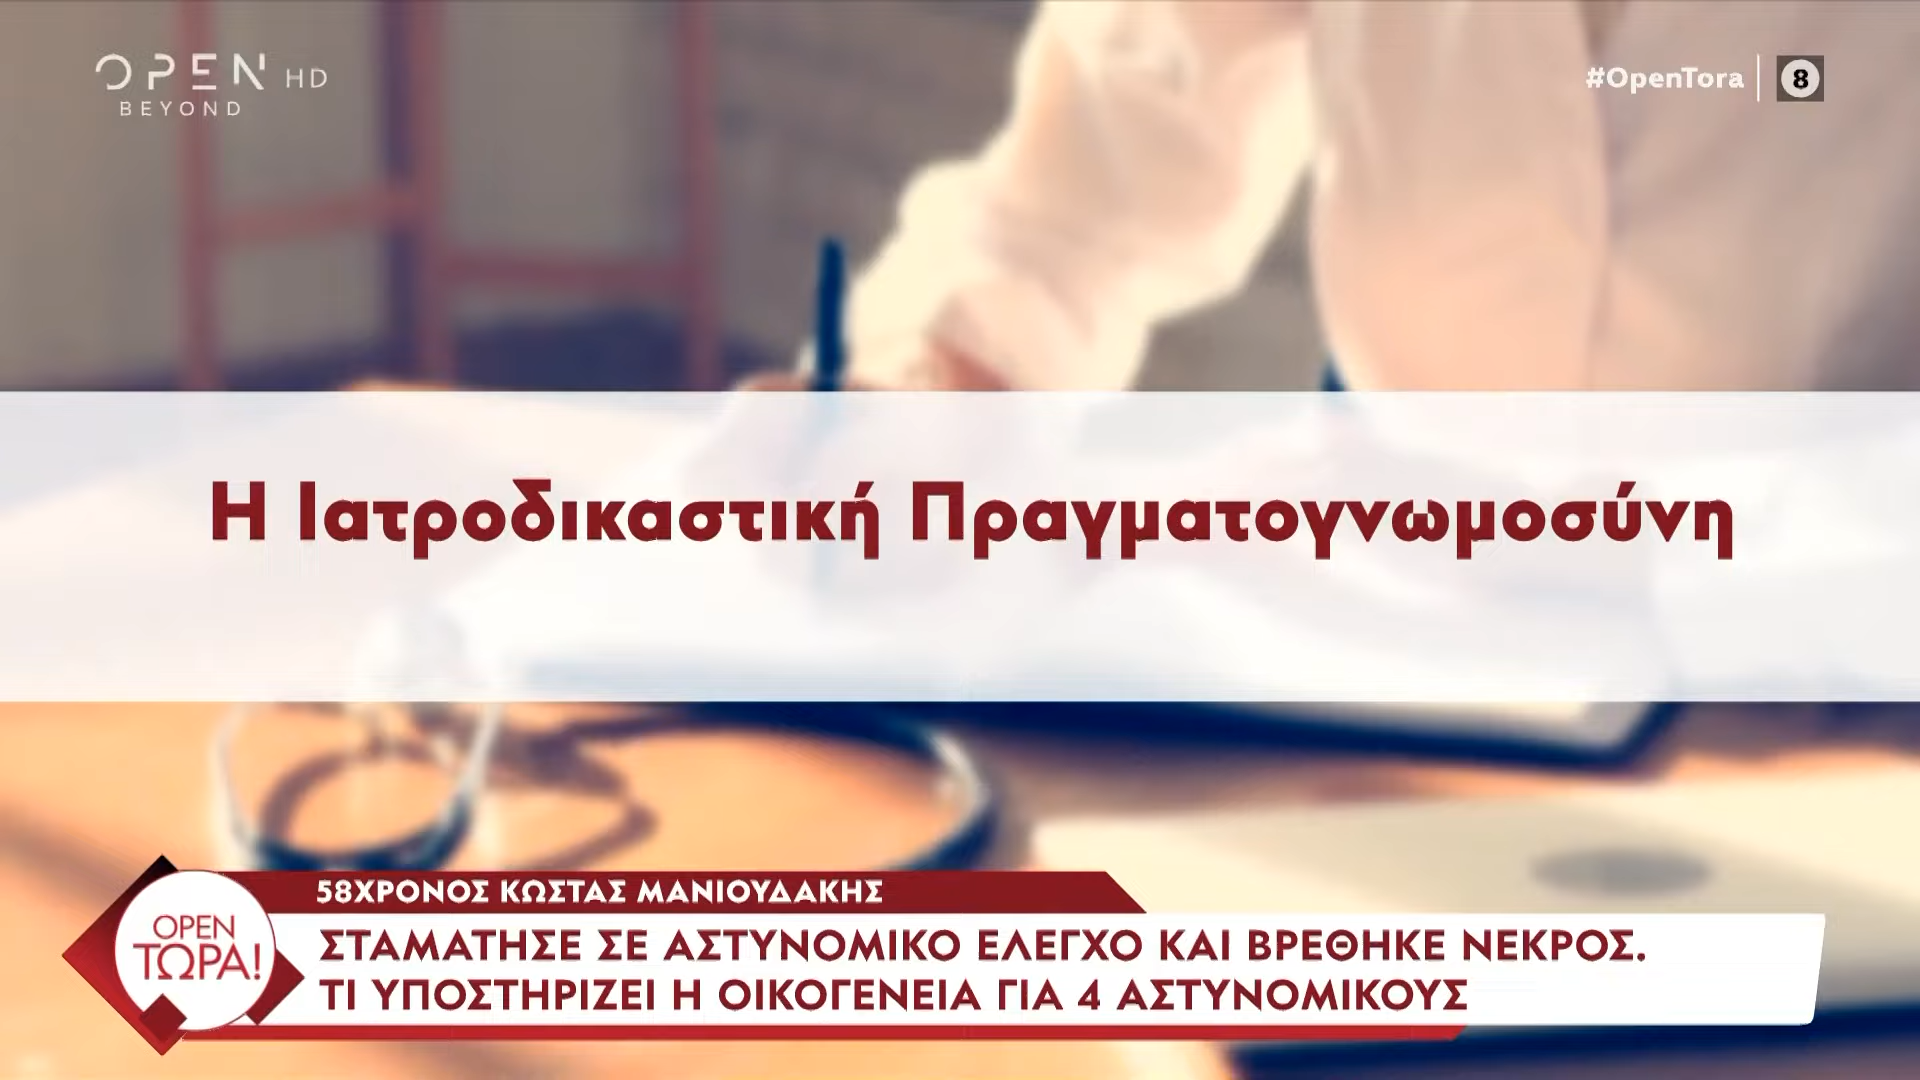 OPEN HD
BEYOND
#OpenTora
8
Η Ιατροδικαστική Πραγματογνωμοσύνη
58ΧΡΟΝΟΣ ΚΩΣΤΑΣ ΜΑΝΙΟΥΔΑΚΗΣ
OPEN
ΤΩΡΑ!
ΣΤΑΜΑΤΗΣΕ ΣΕ ΑΣΤΥΝΟΜΙΚΟ ΕΛΕΓΧΟ ΚΑΙ ΒΡΕΘΗΚΕ ΝΕΚΡΟΣ.
ΤΙ ΥΠΟΣΤΗΡΙΖΕΙ Η ΟΙΚΟΓΕΝΕΙΑ ΓΙΑ 4 ΑΣΤΥΝΟΜΙΚΟΥΣ